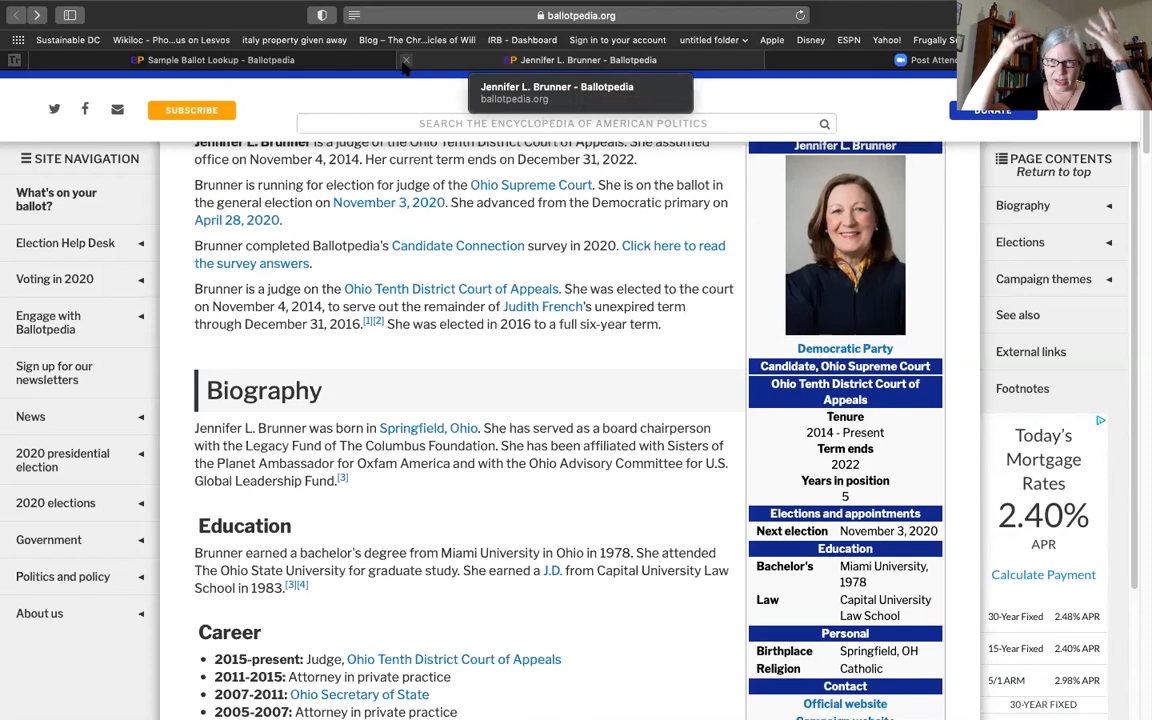 ballotpedia.org
Sustainable DC
Wikiloc - Pho...us on Lesvos
italy property given away
Blog – The Chr...icles of Will
IRB - Dashboard
Sign in to your account
untitled folder
Apple
Disney
ESPN
Yahoo!
Frugally S
BP Sample Ballot Lookup - Ballotpedia
BP Jennifer L. Brunner - Ballotpedia
Post Attend
Jennifer L. Brunner - Ballotpedia
ballotpedia.org
SUBSCRIBE
SEARCH THE ENCYCLOPEDIA OF AMERICAN POLITICS
DONATE
SITE NAVIGATION
What's on your
ballot?
Election Help Desk
Voting in 2020
Engage with
Ballotpedia
Sign up for our
newsletters
News
2020 presidential
election
2020 elections
Government
Politics and policy
About us
Jennifer L. Brunner is a judge of the Ohio Tenth District Court of Appeals. She assumed
office on November 4, 2014. Her current term ends on December 31, 2022.
Brunner is running for election for judge of the Ohio Supreme Court. She is on the ballot in
the general election on November 3, 2020. She advanced from the Democratic primary on
April 28, 2020.
Brunner completed Ballotpedia's Candidate Connection survey in 2020. Click here to read
the survey answers.
Brunner is a judge on the Ohio Tenth District Court of Appeals. She was elected to the court
on November 4, 2014, to serve out the remainder of Judith French's unexpired term
through December 31, 2016.[1][2] She was elected in 2016 to a full six-year term.
Biography
Jennifer L. Brunner was born in Springfield, Ohio. She has served as a board chairperson
with the Legacy Fund of The Columbus Foundation. She has been affiliated with Sisters of
the Planet Ambassador for Oxfam America and with the Ohio Advisory Committee for U.S.
Global Leadership Fund.[3]
Education
Brunner earned a bachelor's degree from Miami University in Ohio in 1978. She attended
The Ohio State University for graduate study. She earned a J.D. from Capital University Law
School in 1983.[3][4]
Career
• 2015-present: Judge, Ohio Tenth District Court of Appeals
• 2011-2015: Attorney in private practice
• 2007-2011: Ohio Secretary of State
• 2005-2007: Attorney in private practice
Jennifer L. Brunner
Democratic Party
Candidate, Ohio Supreme Court
Ohio Tenth District Court of
Appeals
Tenure
2014 - Present
Term ends
2022
Years in position
5
Elections and appointments
Next election November 3, 2020
Education
Bachelor's Miami University,
1978
Law Capital University
Law School
Personal
Birthplace Springfield, OH
Religion Catholic
Contact
Official website
Campaign website
PAGE CONTENTS
Return to top
Biography
Elections
Campaign themes
See also
External links
Footnotes
Today's
Mortgage
Rates
2.40%
APR
Calculate Payment
30-Year Fixed 2.48% APR
15-Year Fixed 2.40% APR
5/1 ARM 2.98% APR
30-YEAR FIXED